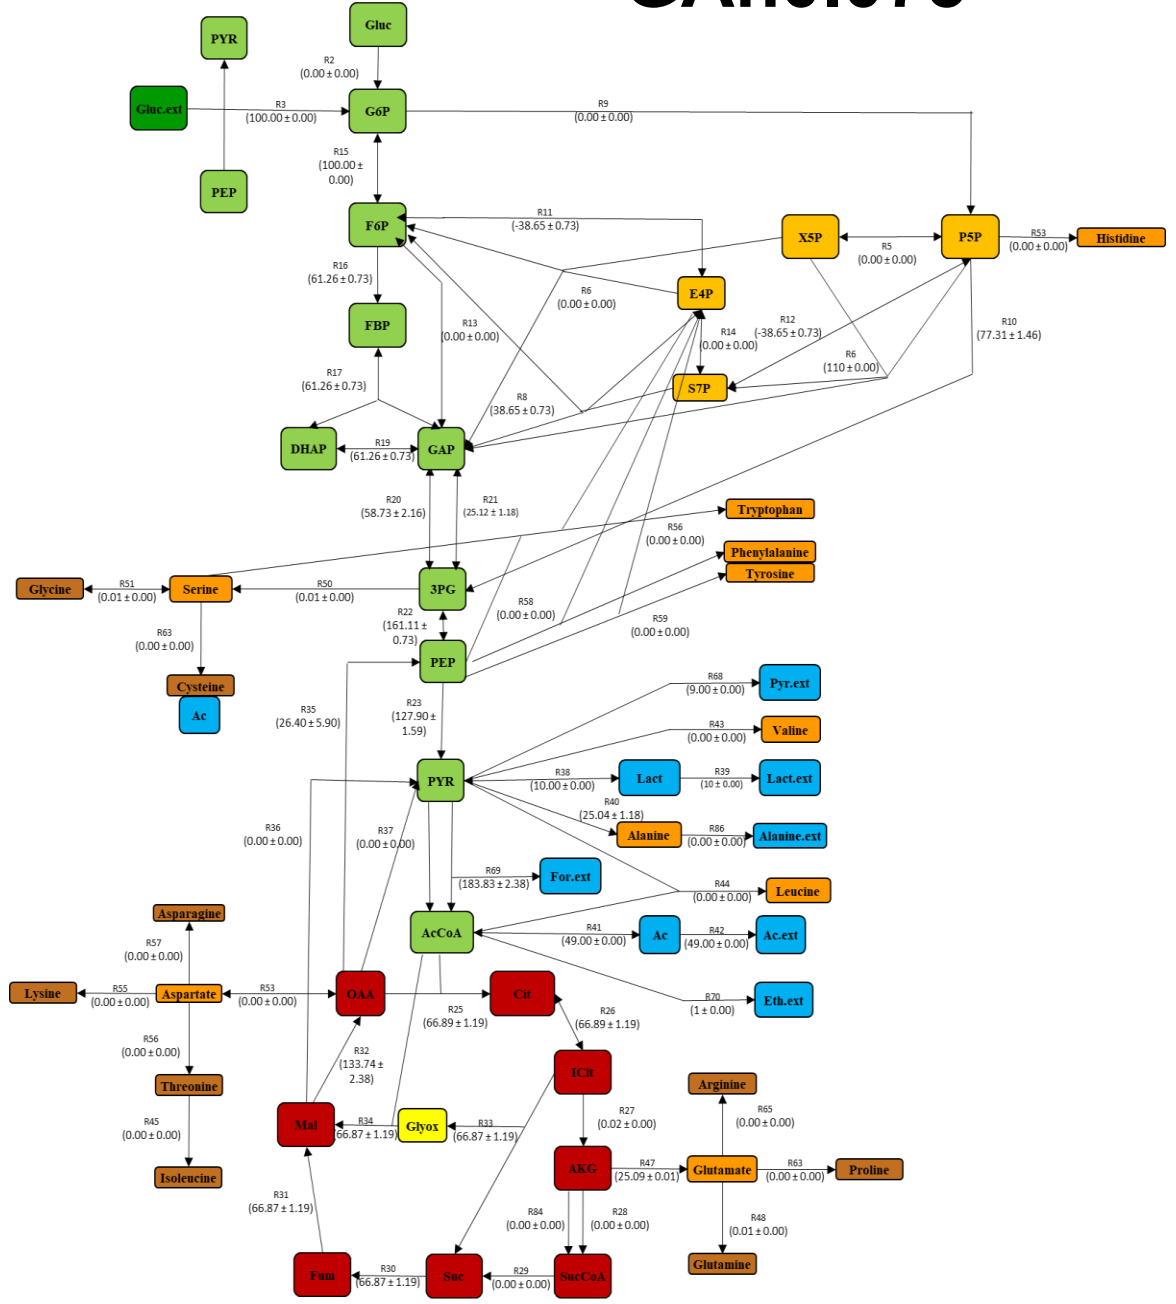 PYR
Gluc
R2
(0.00 ± 0.00)
Gluc.ext
R3
(100.00 ± 0.00)
G6P
R9
(0.00 ± 0.00)
R15
(100.00 ±
0.00)
PEP
F6P
R11
(-38.65 ± 0.73)
X5P
R5
(0.00 ± 0.00)
P5P
R53
(0.00 ± 0.00)
Histidine
R16
(61.26 ± 0.73)
R6
(0.00 ± 0.00)
E4P
FBP
R13
(0.00 ± 0.00)
R14
(0.00 ± 0.00)
R12
(-38.65 ± 0.73)
R10
(77.31 ± 1.46)
R6
(110 ± 0.00)
R17
(61.26 ± 0.73)
S7P
R8
(38.65 ± 0.73)
DHAP
R19
(61.26 ± 0.73)
GAP
R20
(58.73 ± 2.16)
R21
(25.12 ± 1.18)
Tryptophan
R56
(0.00 ± 0.00)
Phenylalanine
Tyrosine
Glycine
R51
(0.01 ± 0.00)
Serine
R50
(0.01 ± 0.00)
3PG
R22
(161.11 ±
0.73)
R58
(0.00 ± 0.00)
R59
(0.00 ± 0.00)
R63
(0.00 ± 0.00)
PEP
Cysteine
Ac
R35
(26.40 ± 5.90)
R23
(127.90 ±
1.59)
R68
(9.00 ± 0.00)
Pyr.ext
R43
(0.00 ± 0.00)
Valine
PYR
R38
(10.00 ± 0.00)
Lact
R39
(10 ± 0.00)
Lact.ext
R36
(0.00 ± 0.00)
R37
(0.00 ± 0.00)
R40
(25.04 ± 1.18)
Alanine
R86
(0.00 ± 0.00)
Alanine.ext
R69
(183.83 ± 2.38)
For.ext
R44
(0.00 ± 0.00)
Leucine
Asparagine
AcCoA
R41
(49.00 ± 0.00)
Ac
R42
(49.00 ± 0.00)
Ac.ext
R57
(0.00 ± 0.00)
Lysine
R55
(0.00 ± 0.00)
Aspartate
R53
(0.00 ± 0.00)
OAA
R25
(66.89 ± 1.19)
Cit
R70
(1 ± 0.00)
Eth.ext
R26
(66.89 ± 1.19)
R56
(0.00 ± 0.00)
R32
(133.74 ±
2.38)
ICit
Threonine
Arginine
R45
(0.00 ± 0.00)
Mal
R34
(66.87 ± 1.19)
Glyox
R33
(66.87 ± 1.19)
R27
(0.02 ± 0.00)
R65
(0.00 ± 0.00)
Isoleucine
AKG
R47
(25.09 ± 0.01)
Glutamate
R63
(0.00 ± 0.00)
Proline
R31
(66.87 ± 1.19)
R84
(0.00 ± 0.00)
R28
(0.00 ± 0.00)
R48
(0.01 ± 0.00)
Fum
R30
(66.87 ± 1.19)
Suc
R29
(0.00 ± 0.00)
SucCoA
Glutamine